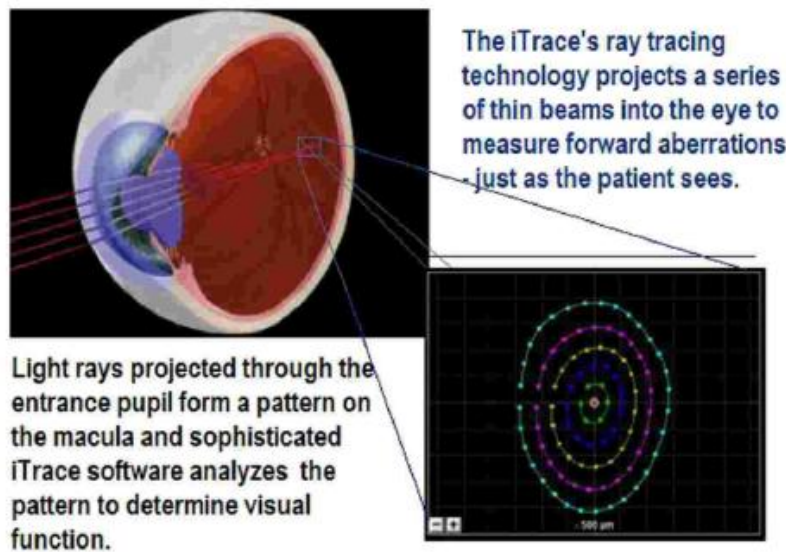 The iTrace's ray tracing
technology projects a series
of thin beams into the eye to
measure forward aberrations
- just as the patient sees.
Light rays projected through the
entrance pupil form a pattern on
the macula and sophisticated
iTrace software analyzes the
pattern to determine visual
function.
- +
- 500 µm